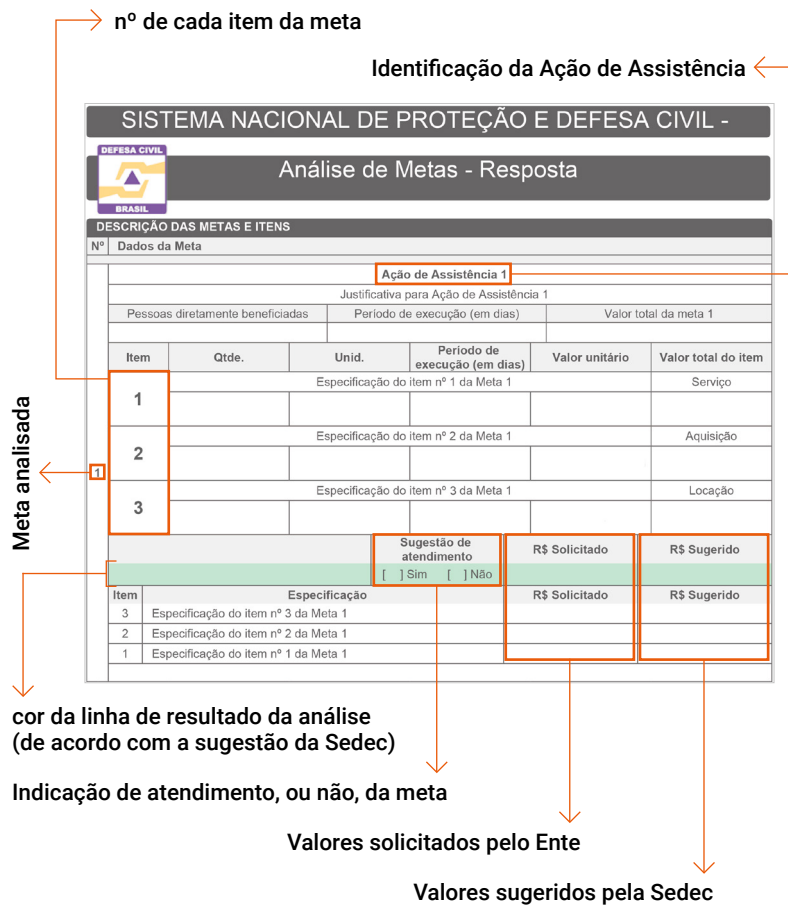 nº de cada item da meta
Identificação da Ação de Assistência
SISTEMA NACIONAL DE PROTEÇÃO E DEFESA CIVIL -
DEFESA CIVIL
BRASIL
Análise de Metas - Resposta
DESCRIÇÃO DAS METAS E ITENS
Nº Dados da Meta
Ação de Assistência 1
Justificativa para Ação de Assistência 1
Pessoas diretamente beneficiadas Período de execução (em dias) Valor total da meta 1
Item Qtde. Unid. Período de execução (em dias) Valor unitário Valor total do item
1 Especificação do item nº 1 da Meta 1 Serviço
2 Especificação do item nº 2 da Meta 1 Aquisição
3 Especificação do item nº 3 da Meta 1 Locação
1
Meta analisada
Sugestão de atendimento R$ Solicitado R$ Sugerido
[ ] Sim [ ] Não
Item Especificação R$ Solicitado R$ Sugerido
3 Especificação do item nº 3 da Meta 1
2 Especificação do item nº 2 da Meta 1
1 Especificação do item nº 1 da Meta 1
cor da linha de resultado da análise
(de acordo com a sugestão da Sedec)
Indicação de atendimento, ou não, da meta
Valores solicitados pelo Ente
Valores sugeridos pela Sedec